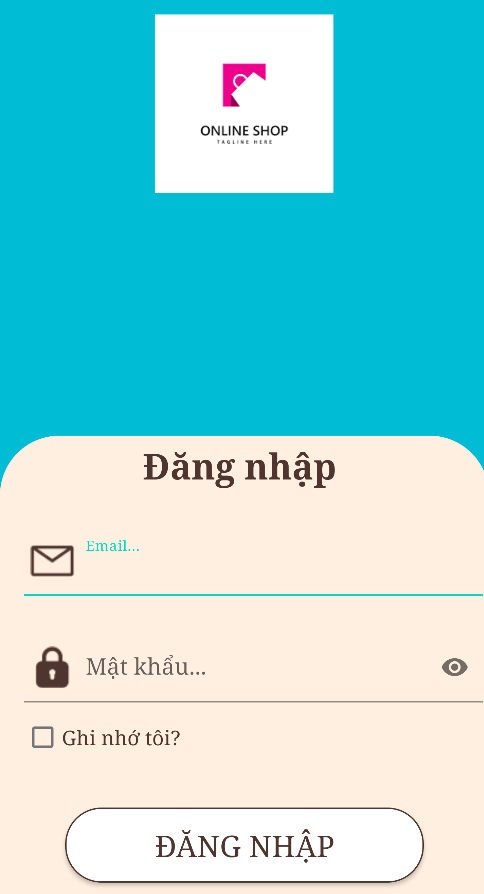 ONLINE SHOP
TAGLINE HERE
Đăng nhập
Email...
Mật khẩu...
Ghi nhớ tôi?
ĐĂNG NHẬP